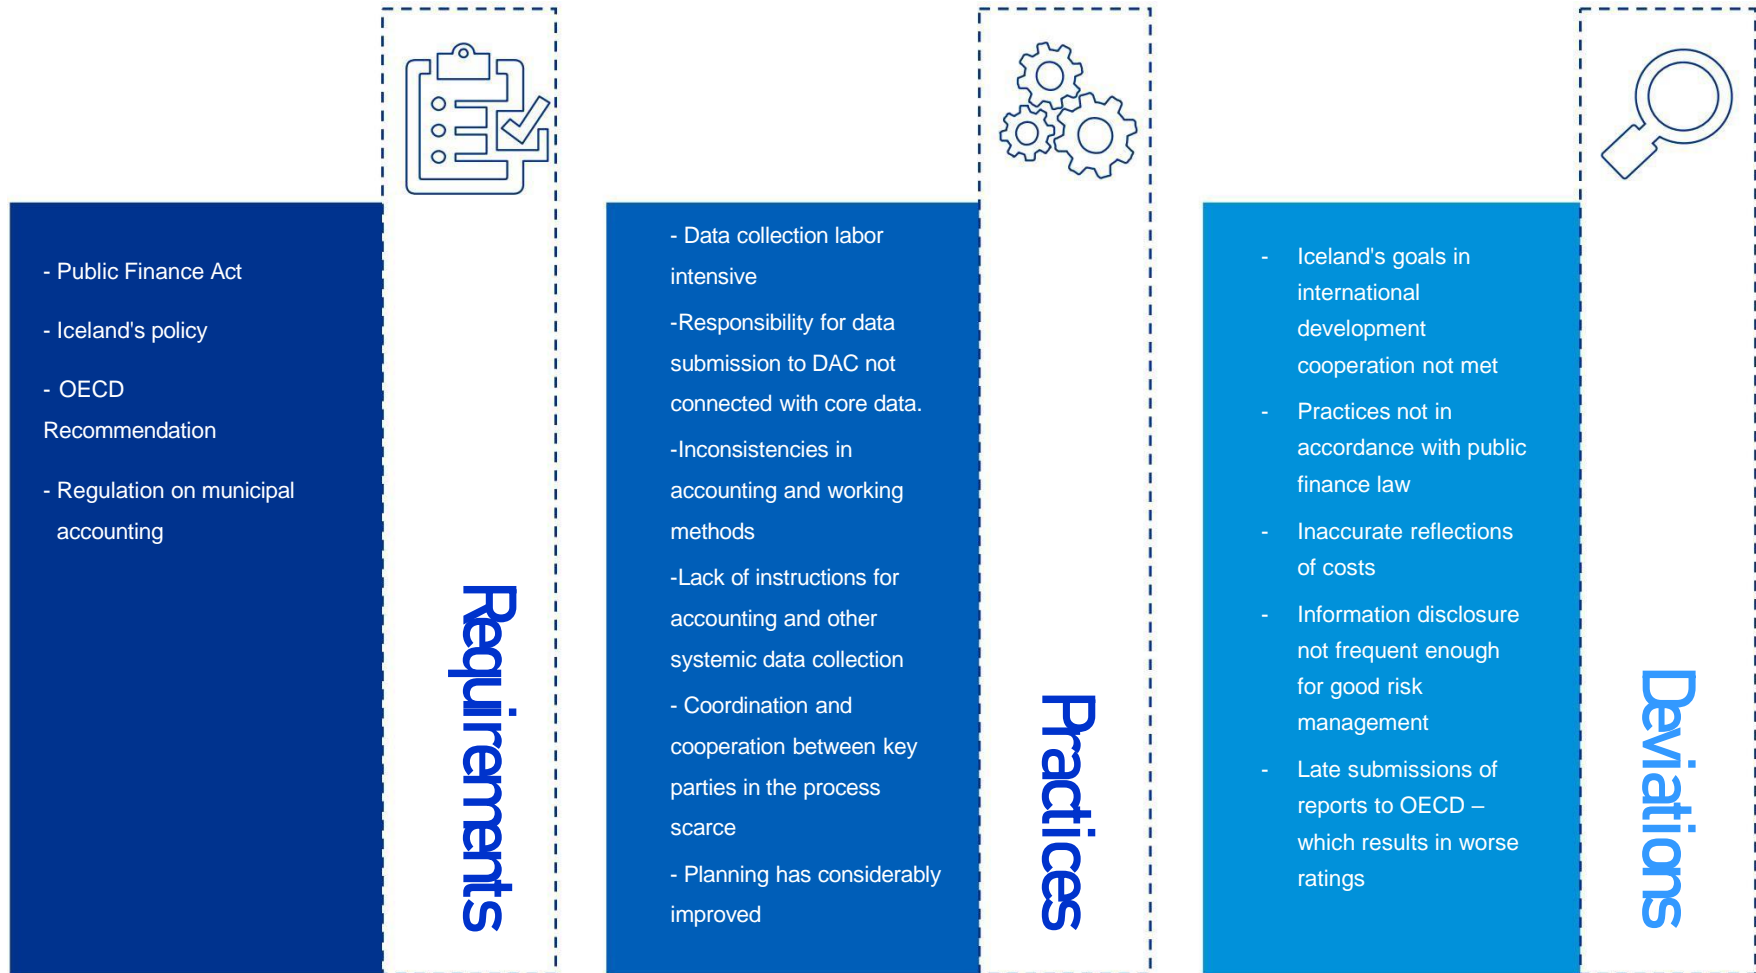 - Public Finance Act
- Iceland's policy
- OECD
Recommendation
- Regulation on municipal
accounting
Requirements
- Data collection labor
intensive
-Responsibility for data
submission to DAC not
connected with core data.
-Inconsistencies in
accounting and working
methods
-Lack of instructions for
accounting and other
systemic data collection
- Coordination and
cooperation between key
parties in the process
scarce
- Planning has considerably
improved
Practices
- Iceland's goals in
international
development
cooperation not met
- Practices not in
accordance with public
finance law
- Inaccurate reflections
of costs
- Information disclosure
not frequent enough
for good risk
management
- Late submissions of
reports to OECD –
which results in worse
ratings
Deviations